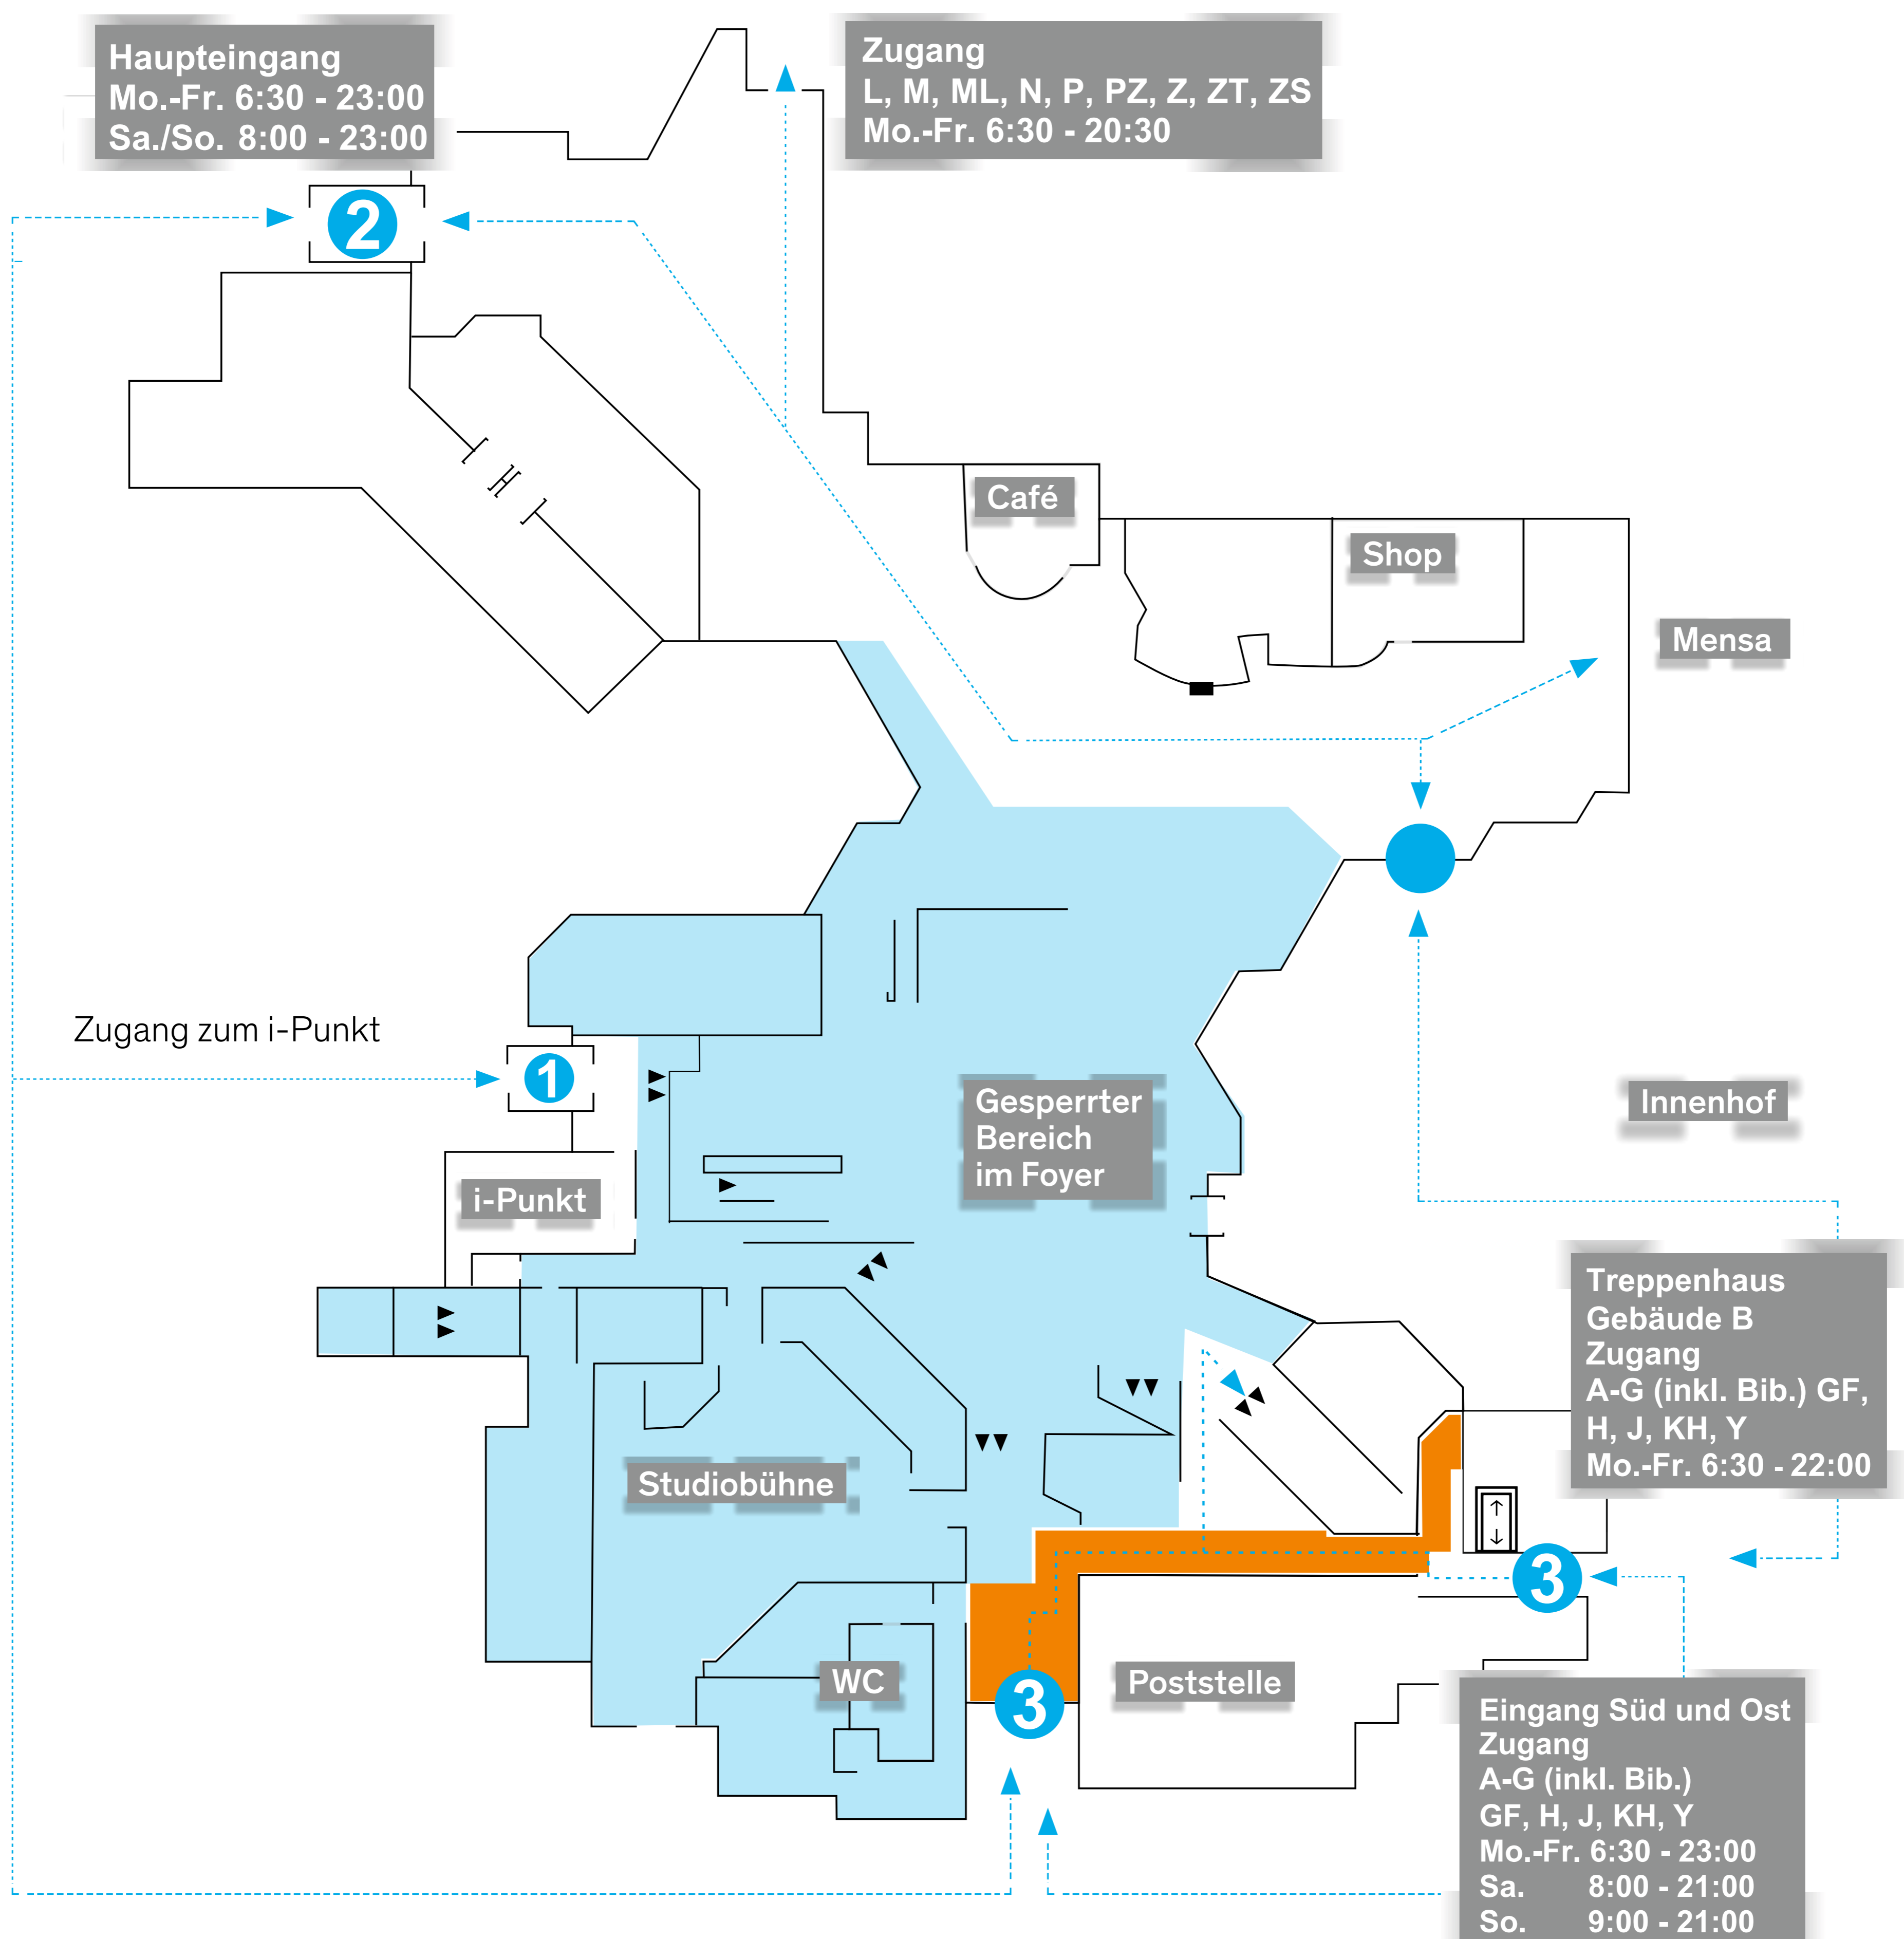 Haupteingang
Mo.-Fr. 6:30 - 23:00
Sa./So. 8:00 - 23:00
Zugang
L, M, ML, N, P, PZ, Z, ZT, ZS
Mo.-Fr. 6:30 - 20:30
2
Café
Shop
Mensa
Zugang zum i-Punkt
1
Gesperrter
Bereich
im Foyer
Innenhof
i-Punkt
Treppenhaus
Gebäude B
Zugang
A-G (inkl. Bib.) GF,
H, J, KH, Y
Mo.-Fr. 6:30 - 22:00
Studiobühne
3
WC
3
Poststelle
Eingang Süd und Ost
Zugang
A-G (inkl. Bib.)
GF, H, J, KH, Y
Mo.-Fr. 6:30 - 23:00
Sa. 8:00 - 21:00
So. 9:00 - 21:00